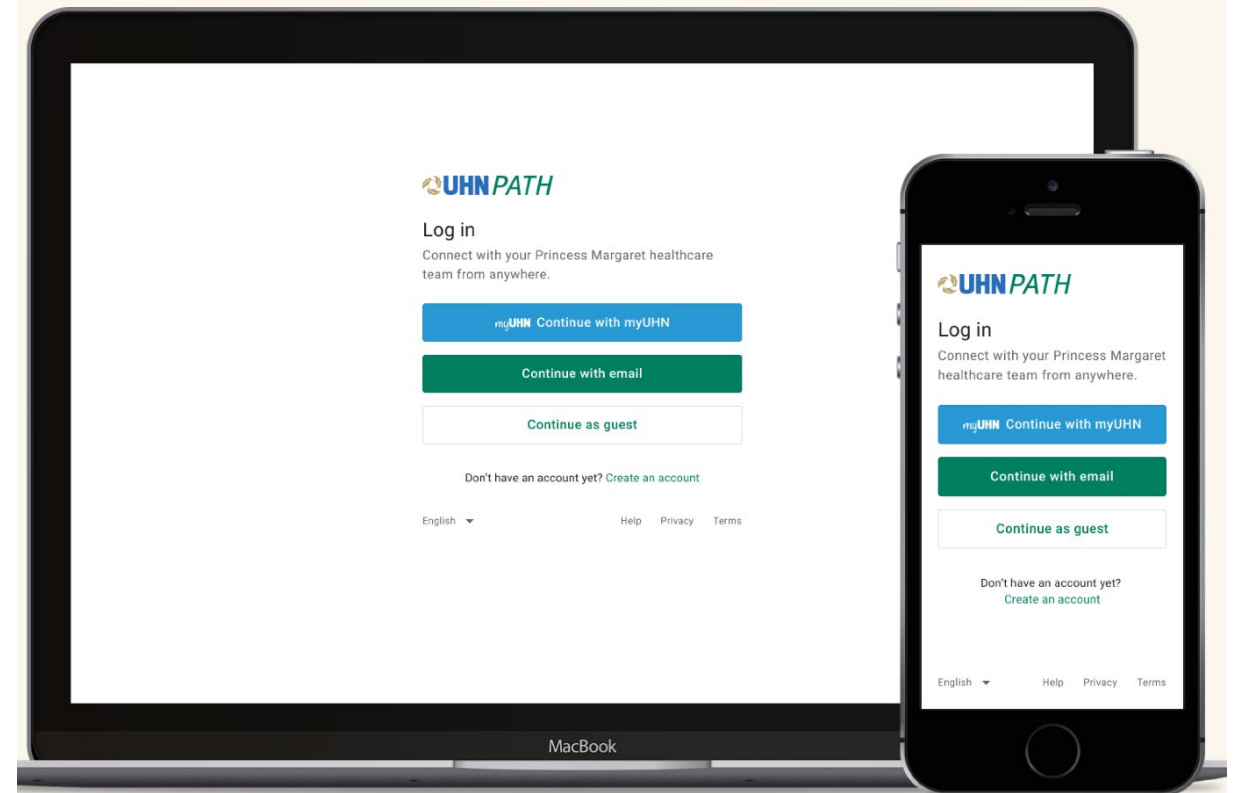 UHN PATH
Log in
Connect with your Princess Margaret healthcare
team from anywhere.
myUHN Continue with myUHN
Continue with email
Continue as guest
Don't have an account yet? Create an account
English
Help Privacy Terms
MacBook
UHN PATH
Log in
Connect with your Princess Margaret
healthcare team from anywhere.
myUHN Continue with myUHN
Continue with email
Continue as guest
Don't have an account yet?
Create an account
English
Help Privacy Terms